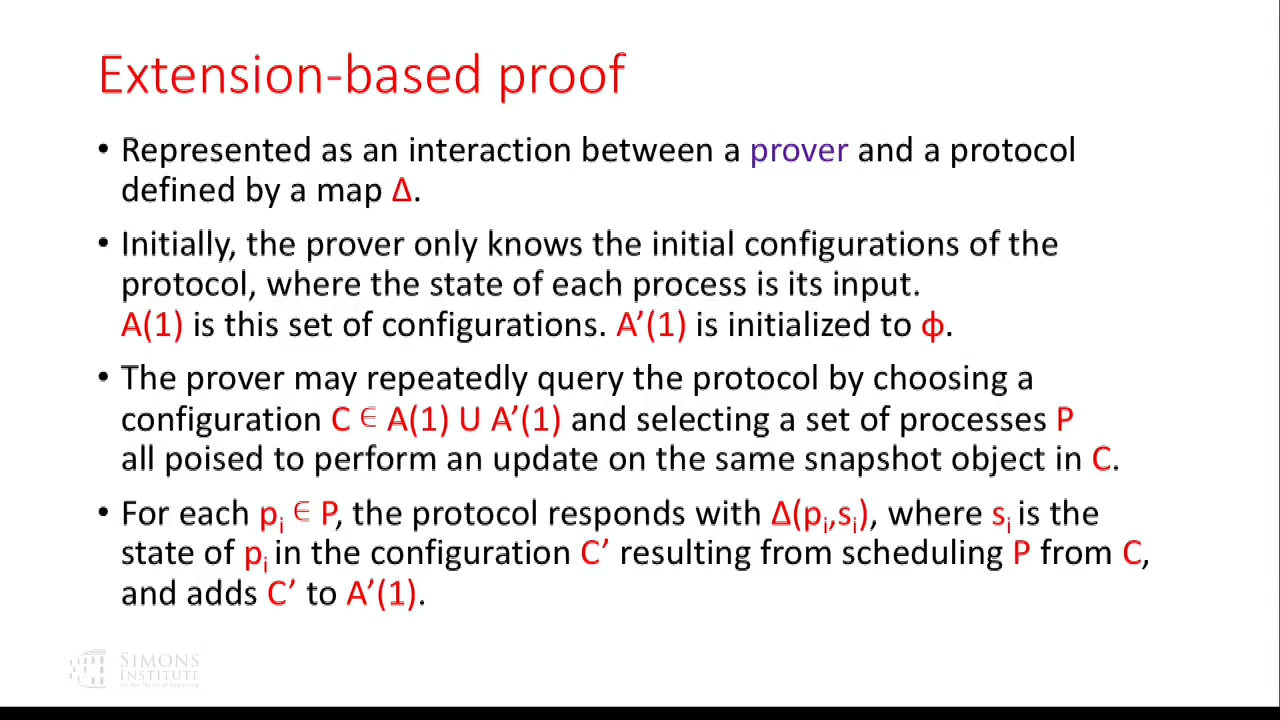 Extension-based proof
• Represented as an interaction between a prover and a protocol
defined by a map Δ.
• Initially, the prover only knows the initial configurations of the
protocol, where the state of each process is its input.
A(1) is this set of configurations. A’(1) is initialized to ф.
• The prover may repeatedly query the protocol by choosing a
configuration C ∈ A(1) U A’(1) and selecting a set of processes P
all poised to perform an update on the same snapshot object in C.
• For each pi ∈ P, the protocol responds with Δ(pi,si), where si is the
state of pi in the configuration C’ resulting from scheduling P from C,
and adds C’ to A’(1).
SIMONS
INSTITUTE
for the Theory of Computing